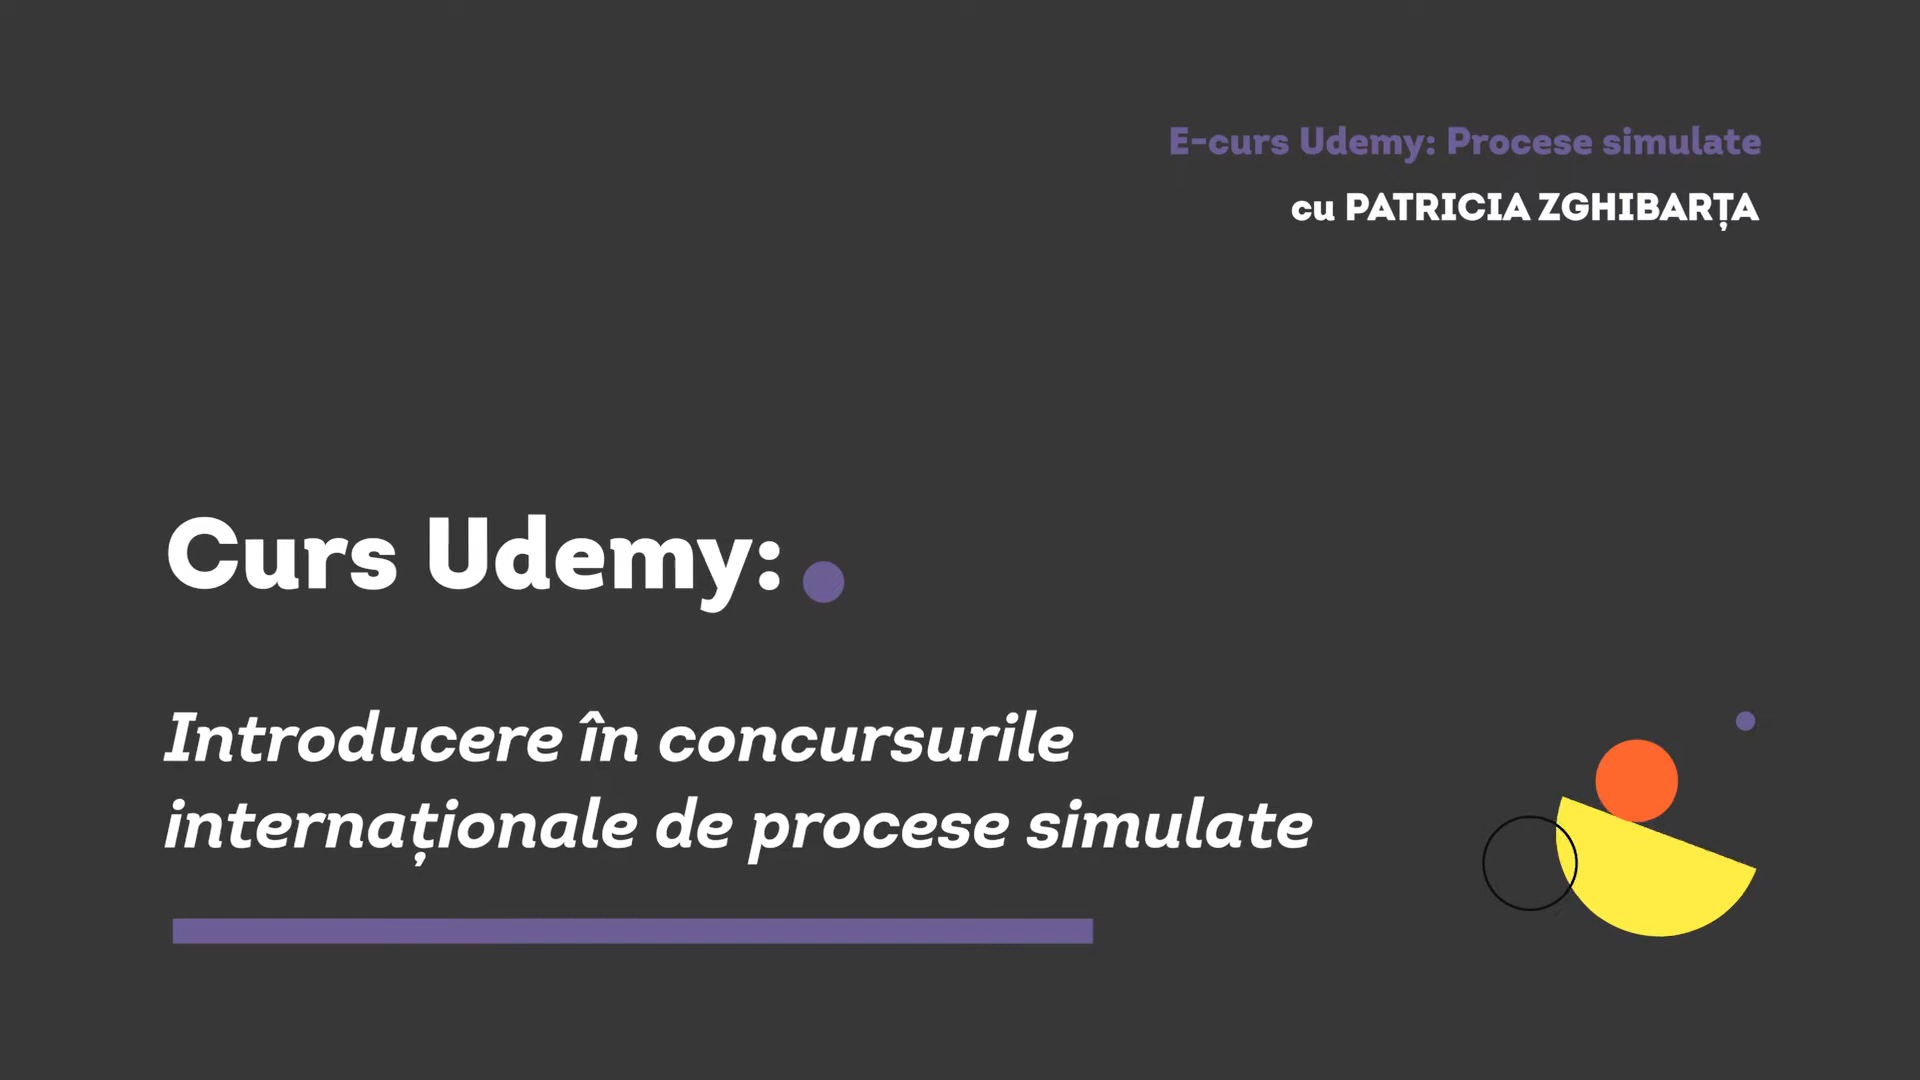 E-curs Udemy: Procese simulate
cu PATRICIA ZGHIBARȚA
Curs Udemy:
Introducere în concursurile
internaționale de procese simulate